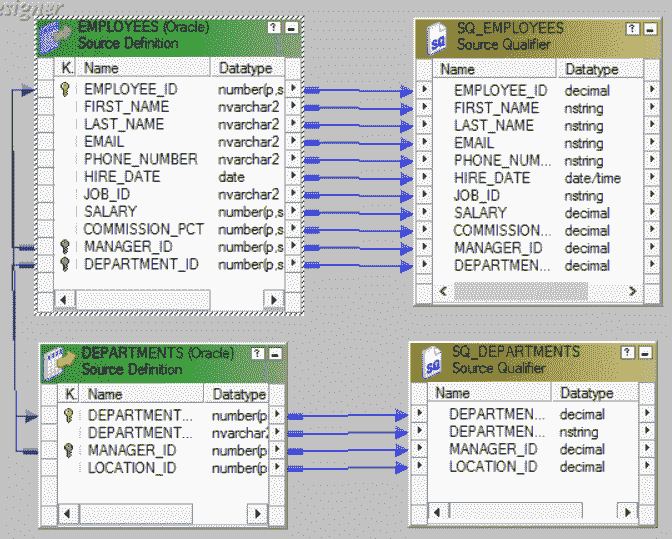 esigner
EMPLOYEES (Oracle)
Source Definition
K. Name Datatype
EMPLOYEE_ID number(p,s
FIRST_NAME nvarchar2
LAST_NAME nvarchar2
EMAIL nvarchar2
PHONE_NUMBER nvarchar2
HIRE_DATE date
JOB_ID nvarchar2
SALARY number(p,s
COMMISSION_PCT number(p,s
MANAGER_ID number(p,s
DEPARTMENT_ID number(p,s
SQ_EMPLOYEES
Source Qualifier
Name Datatype
EMPLOYEE_ID decimal
FIRST_NAME nstring
LAST_NAME nstring
EMAIL nstring
PHONE_NUM... nstring
HIRE_DATE date/time
JOB_ID nstring
SALARY decimal
COMMISSION... decimal
MANAGER_ID decimal
DEPARTMEN... decimal
DEPARTMENTS (Oracle)
Source Definition
K. Name Datatype
DEPARTMENT... number(p
DEPARTMENT... nvarchar2
MANAGER_ID number(p
LOCATION_ID number(p
SQ_DEPARTMENTS
Source Qualifier
Name Datatype
DEPARTMEN... decimal
DEPARTMEN... nstring
MANAGER_ID decimal
LOCATION_ID decimal